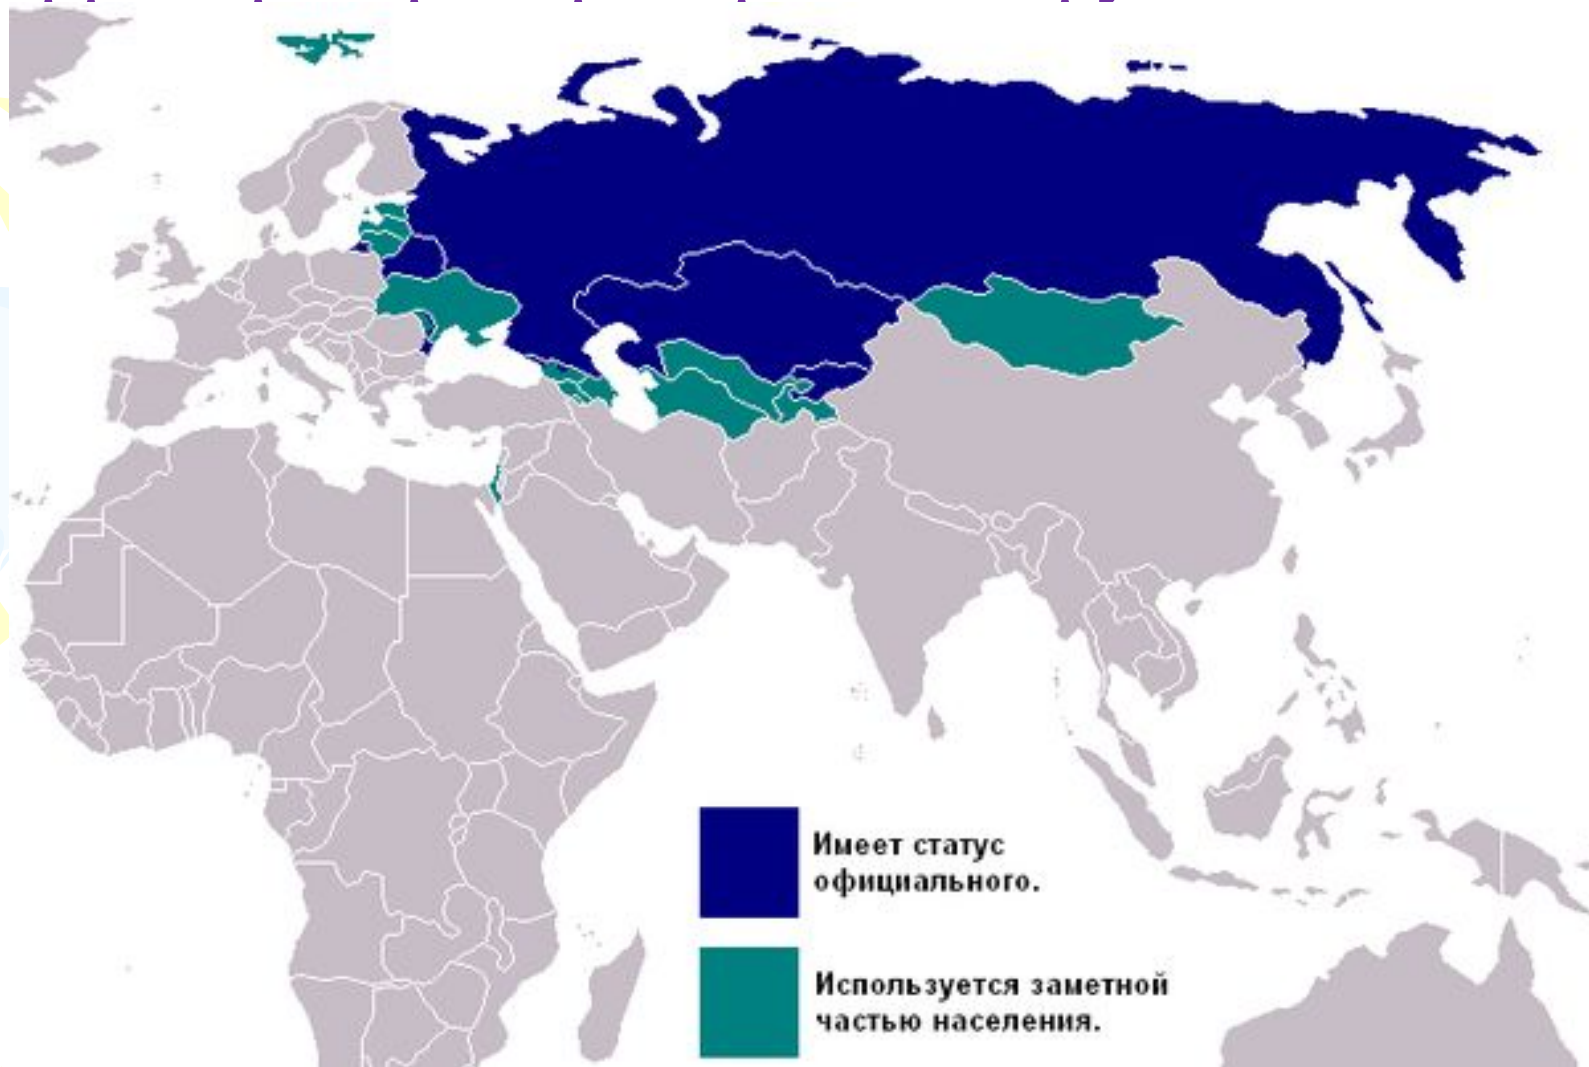 Имеет статус
официального.
Используется заметной
частью населения.